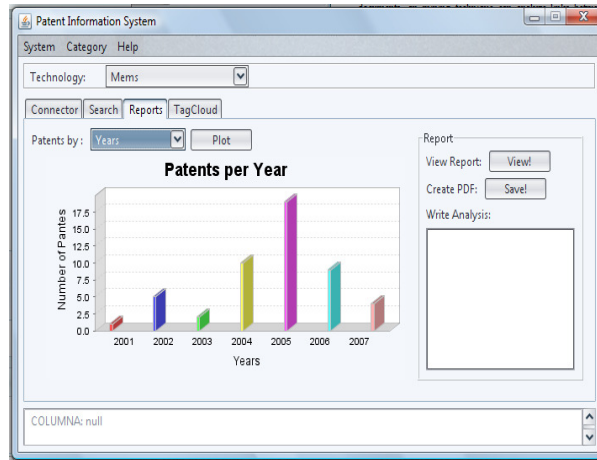 Patent Information System
System Category Help
Technology: Mems
Connector Search Reports TagCloud
Patents by : Years Plot
Patents per Year
Number of Pantes
17.5
15.0
12.5
10.0
7.5
5.0
2.5
0.0
2001 2002 2003 2004 2005 2006 2007
Years
Report
View Report: View!
Create PDF: Save!
Write Analysis:
COLUMNA: null